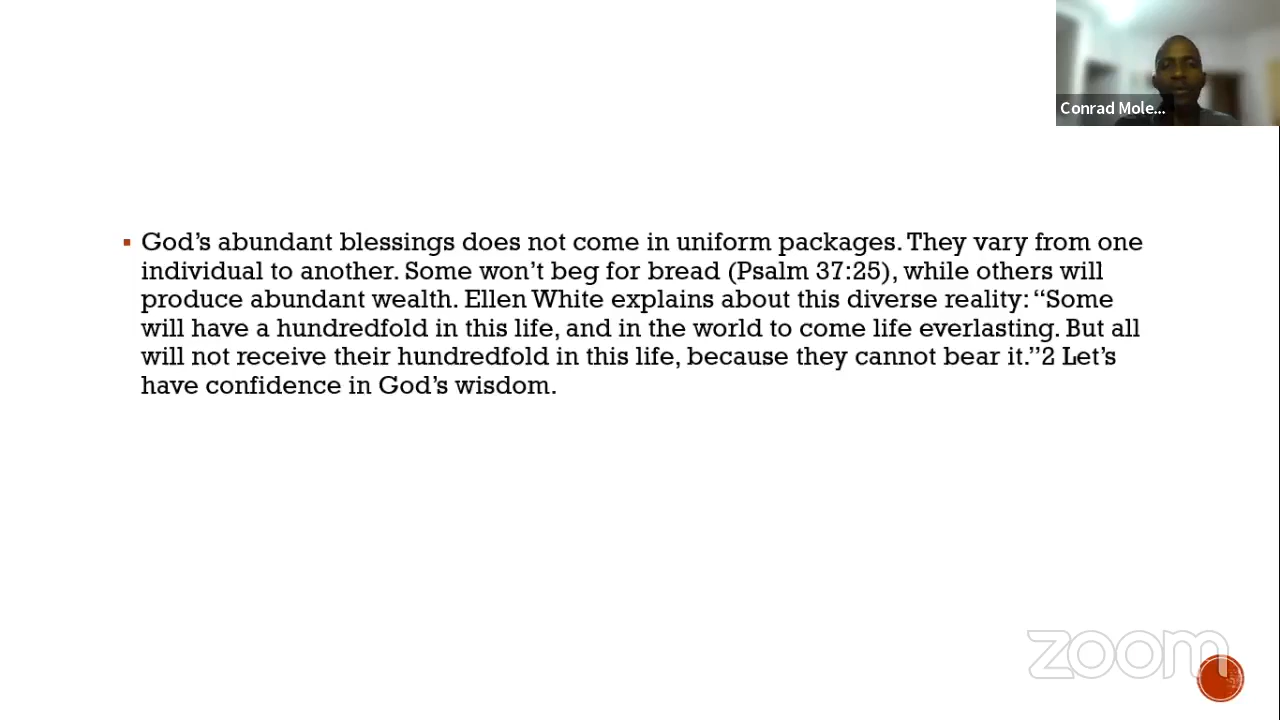 Conrad Mole...
▪ God’s abundant blessings does not come in uniform packages. They vary from one
individual to another. Some won’t beg for bread (Psalm 37:25), while others will
produce abundant wealth. Ellen White explains about this diverse reality: “Some
will have a hundredfold in this life, and in the world to come life everlasting. But all
will not receive their hundredfold in this life, because they cannot bear it.”2 Let’s
have confidence in God’s wisdom.
zoom